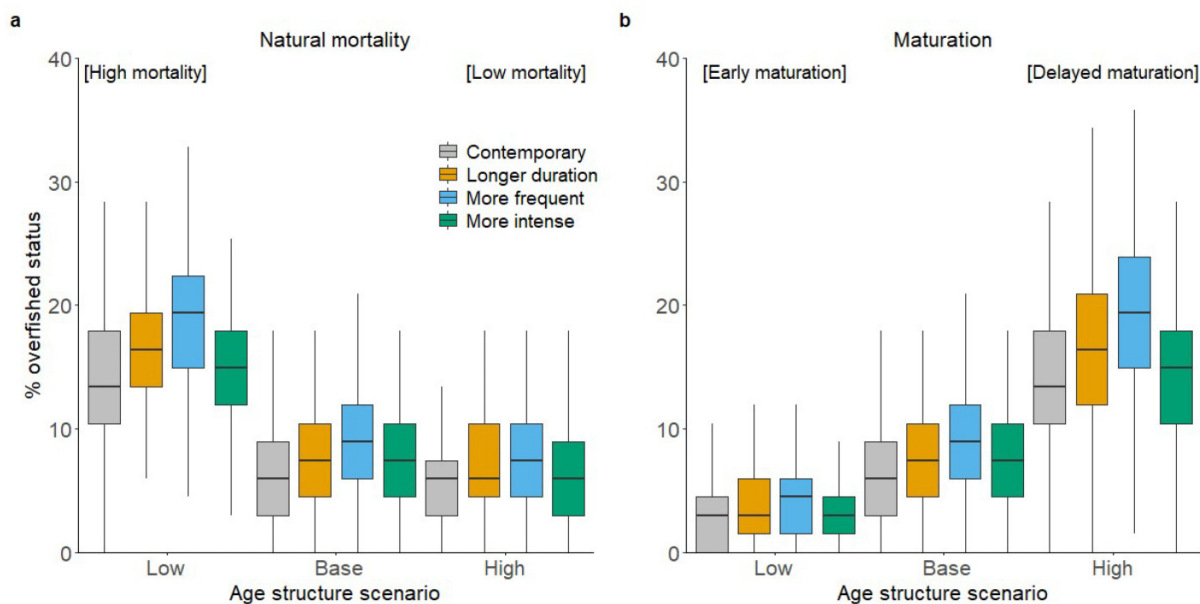 a
Natural mortality
40
[High mortality]
[Low mortality]
Contemporary
Longer duration
More frequent
More intense
30
20
10
0
% overfished status
Low
Base
High
Age structure scenario
b
Maturation
40
[Early maturation]
[Delayed maturation]
30
20
10
0
Low
Base
High
Age structure scenario